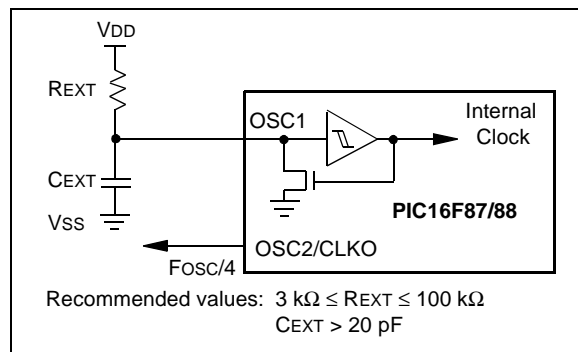 VDD
REXT
OSC1
Internal
Clock
CEXT
PIC16F87/88
VSS
OSC2/CLKO
FOSC/4
Recommended values: 3 kΩ ≤ REXT ≤ 100 kΩ
CEXT > 20 pF